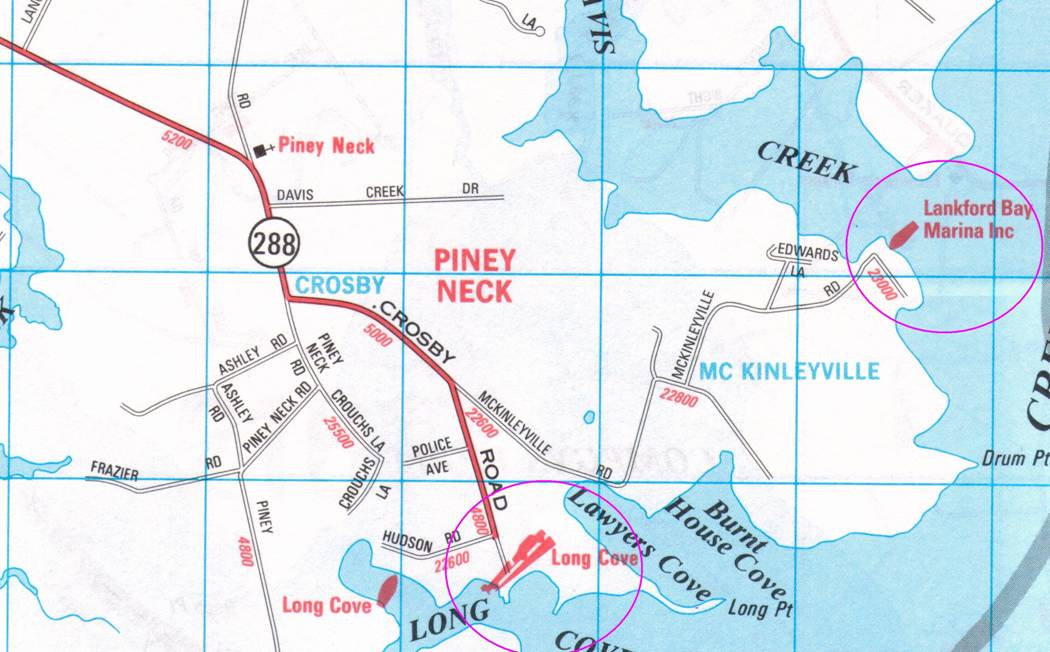 LA
AVIS
RD
5200
Piney Neck
DAVIS CREEK DR
CREEK
288
PINEY
NECK
CROSBY
CROSBY
5000
Lankford Bay
Marina Inc
EDWARDS
LA
RD
23000
MCKINLEYVILLE
MC KINLEYVILLE
22800
ASHLEY RD
PINEY
NECK
RD
ASHLEY
RD
PINEY NECK RD
CROUCHS LA
25500
CROUCHS
LA
22600
MCKINLEYVILLE
RD
POLICE
AVE
ROAD
4800
FRAZIER RD
PINEY
4800
HUDSON RD
22600
Long Cove
Long Cove
LONG
COVE
Lawyers Cove
Burnt
House Cove
Long Pt
Drum Pt